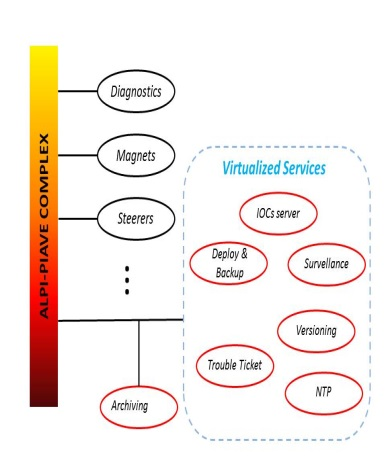 ALPI-PIAVE COMPLEX
Diagnostics
Magnets
Steerers
Virtualized Services
IOCs server
Deploy &
Backup
Survellance
Versioning
Trouble Ticket
NTP
Archiving